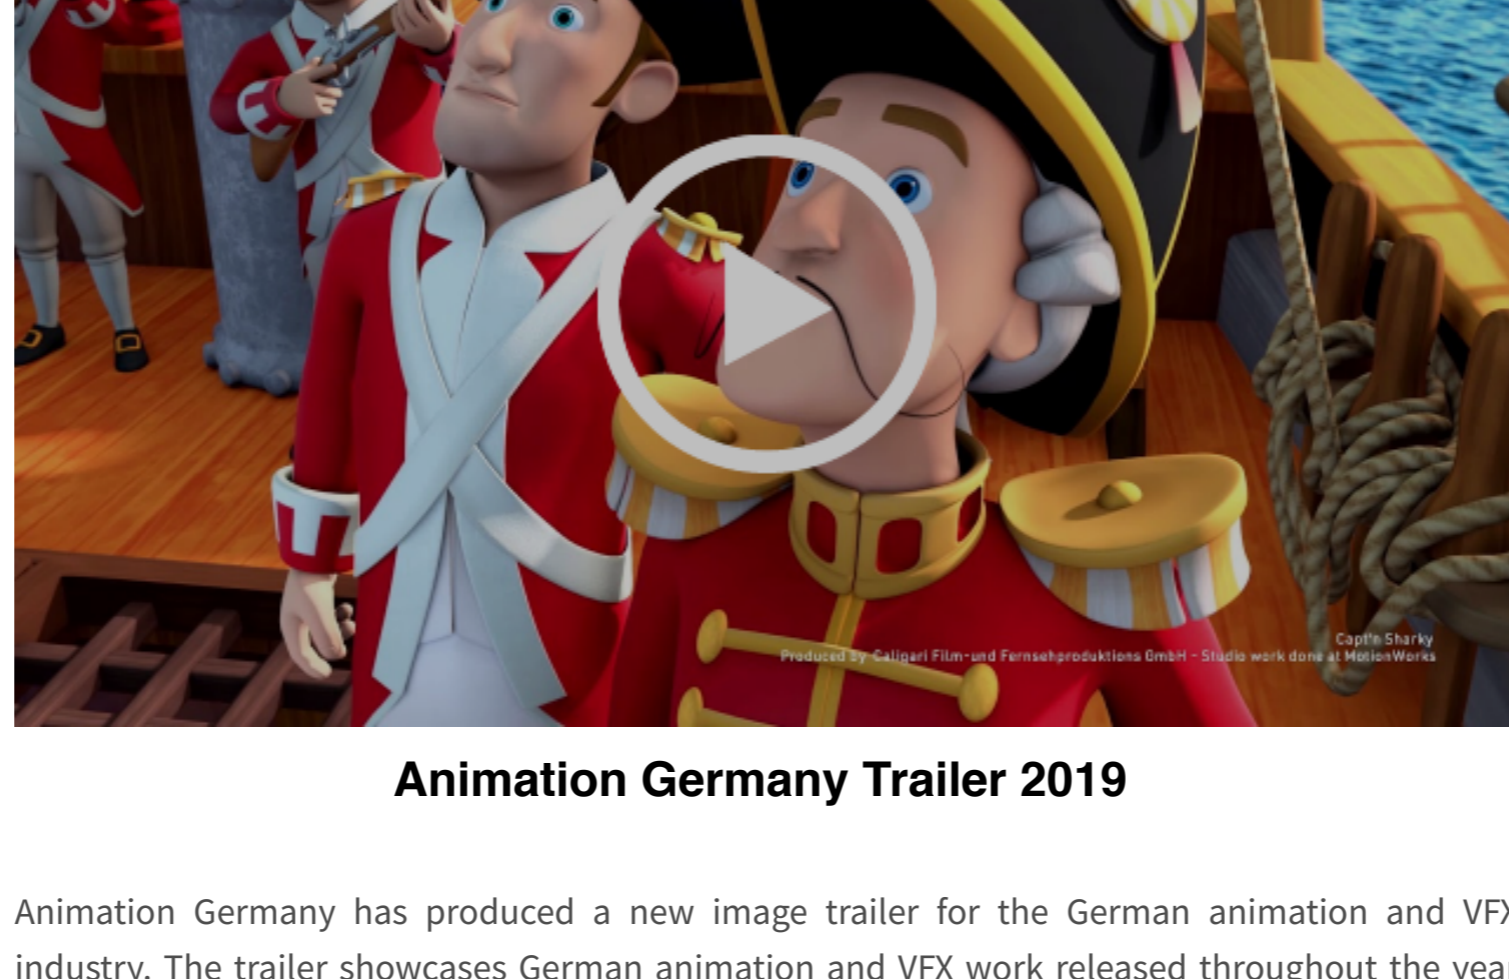 Capt'n Sharky
Produced by Caligari Film- und Fernsehproduktions GmbH - Studio work done at MotionWorks
Animation Germany Trailer 2019
Animation Germany has produced a new image trailer for the German animation and VFX
industry. The trailer showcases German animation and VFX work released throughout the year